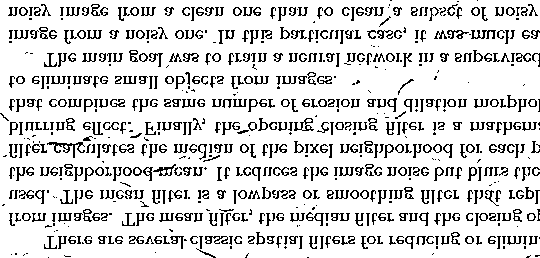 There are several classic spatial filters for reducing or elimin
from images. The mean filter, the median filter and the closing op
used. The mean filter is a lowpass or smoothing filter that repl
the neighborhood mean. It reduces the image noise but blurs the
filter calculates the median of the pixel neighborhood for each p
blurring effect. Finally, the opening closing filter is a mathema
that combines the same number of erosion and dilation morphol
to eliminate small objects from images.
The main goal was to train a neural network in a supervised
image from a noisy one. In this particular case, it was much ea
noisy image from a clean one than to clean a subset of noisy